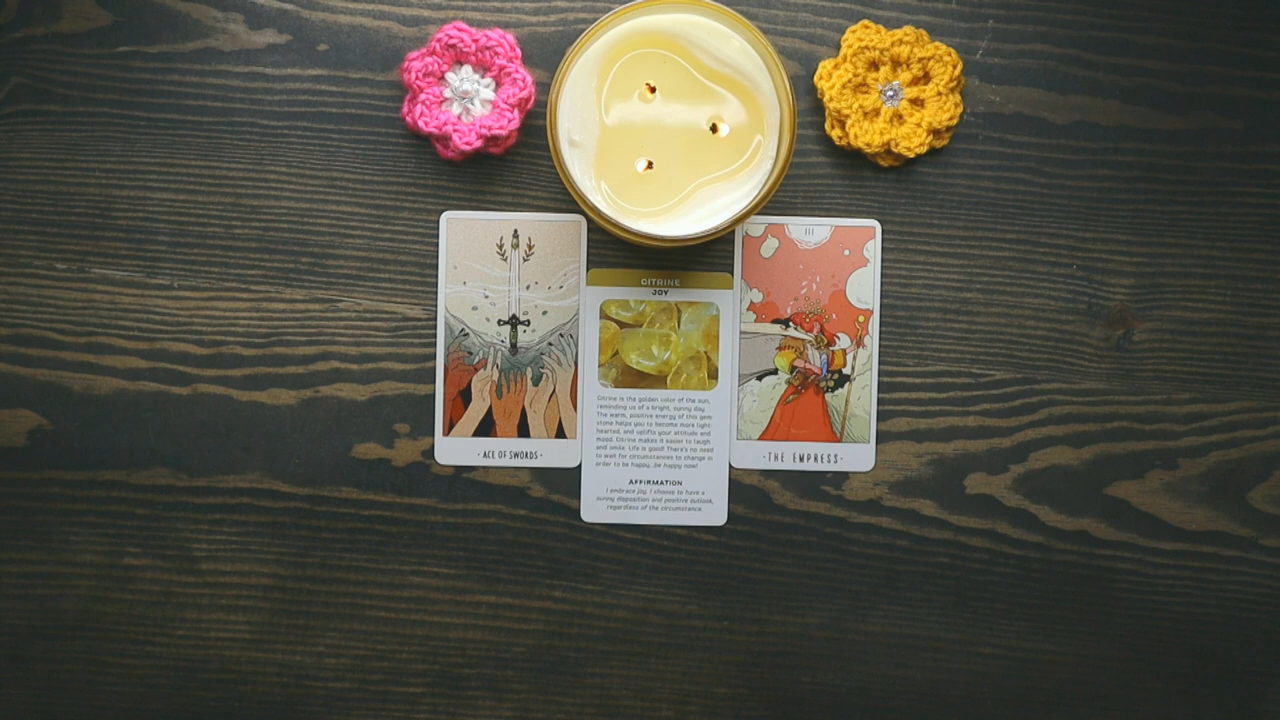 · ACE OF SWORDS ·
CITRINE
JOY
Citrine is the golden color of the sun,
reminding us of a bright, sunny day.
The warm, positive energy of this gem
stone helps you to become more light
hearted, and uplifts your attitude and
mood. Citrine makes it easier to laugh
and smile. Life is good! There's no need
to wait for circumstances to change in
order to be happy...be happy now!
AFFIRMATION
I embrace joy. I choose to have a
sunny disposition and positive outlook,
regardless of the circumstance.
III
· THE EMPRESS ·